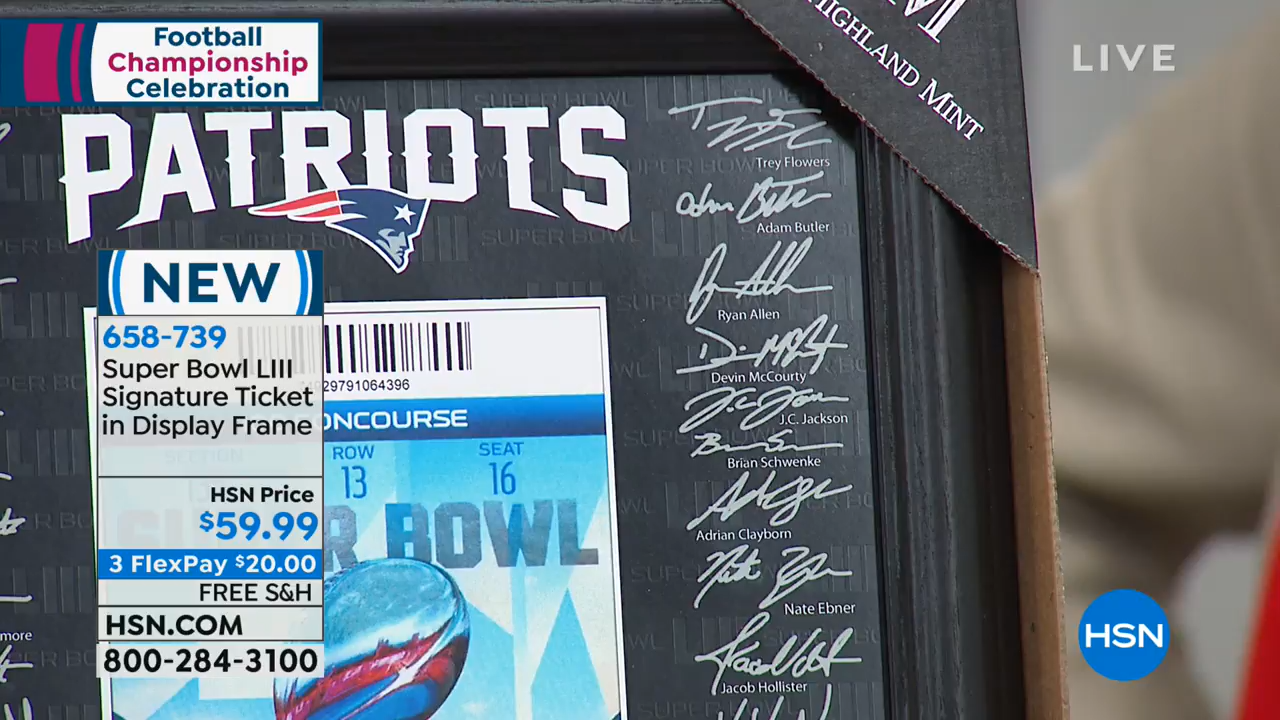 Football
Championship
Celebration
LIVE
M
HIGHLAND MINT
PATRIOTS
NEW
658-739
Super Bowl LIII
Signature Ticket
in Display Frame
HSN Price
$59.99
3 FlexPay $20.00
FREE S&H
HSN.COM
800-284-3100
29791064396
CONCOURSE
ROW
SEAT
13
16
SUPER BOWL
Trey Flowers
Adam Butler
Ryan Allen
Devin McCourty
J.C. Jackson
Brian Schwenke
Adrian Clayborn
Nate Ebner
Jacob Hollister
more
HSN